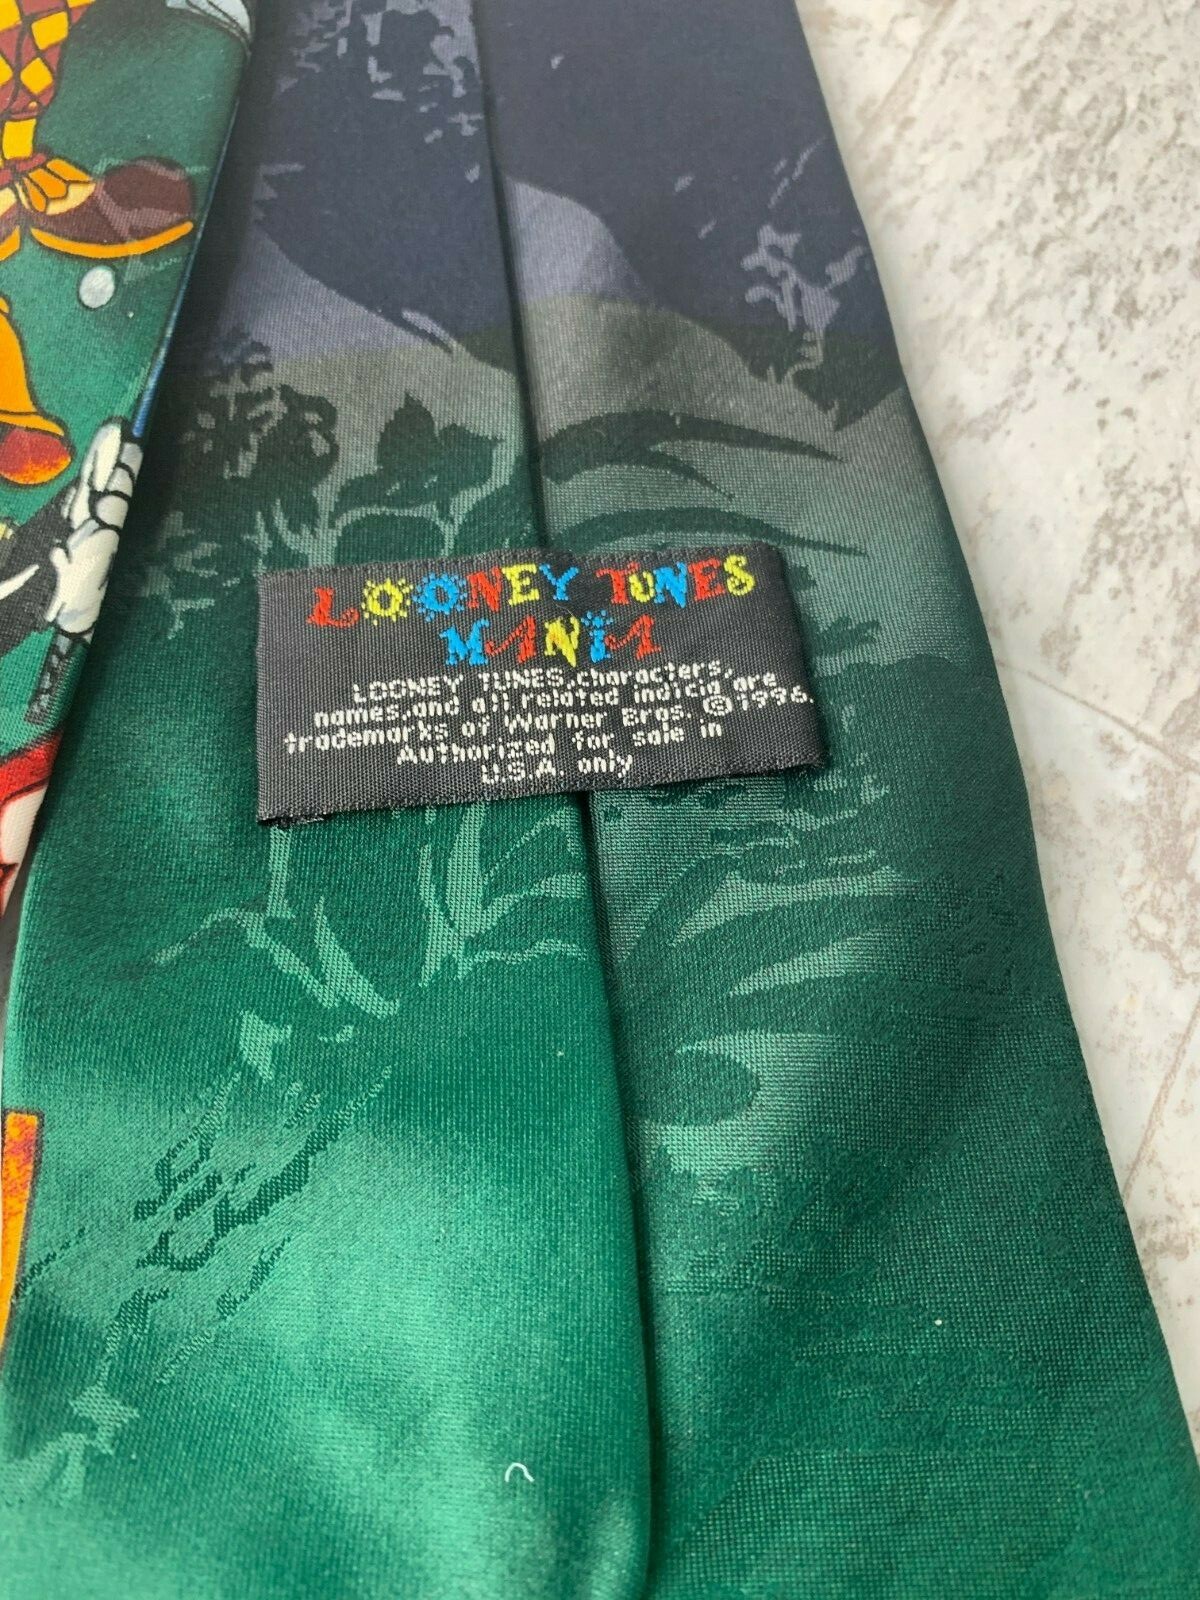 LOONEY TUNES
MANiA
LOONEY TUNES,characters,
names,and all related indicia are
trademarks of Warner Bros. ©1996.
Authorized for sale in
U.S.A. only